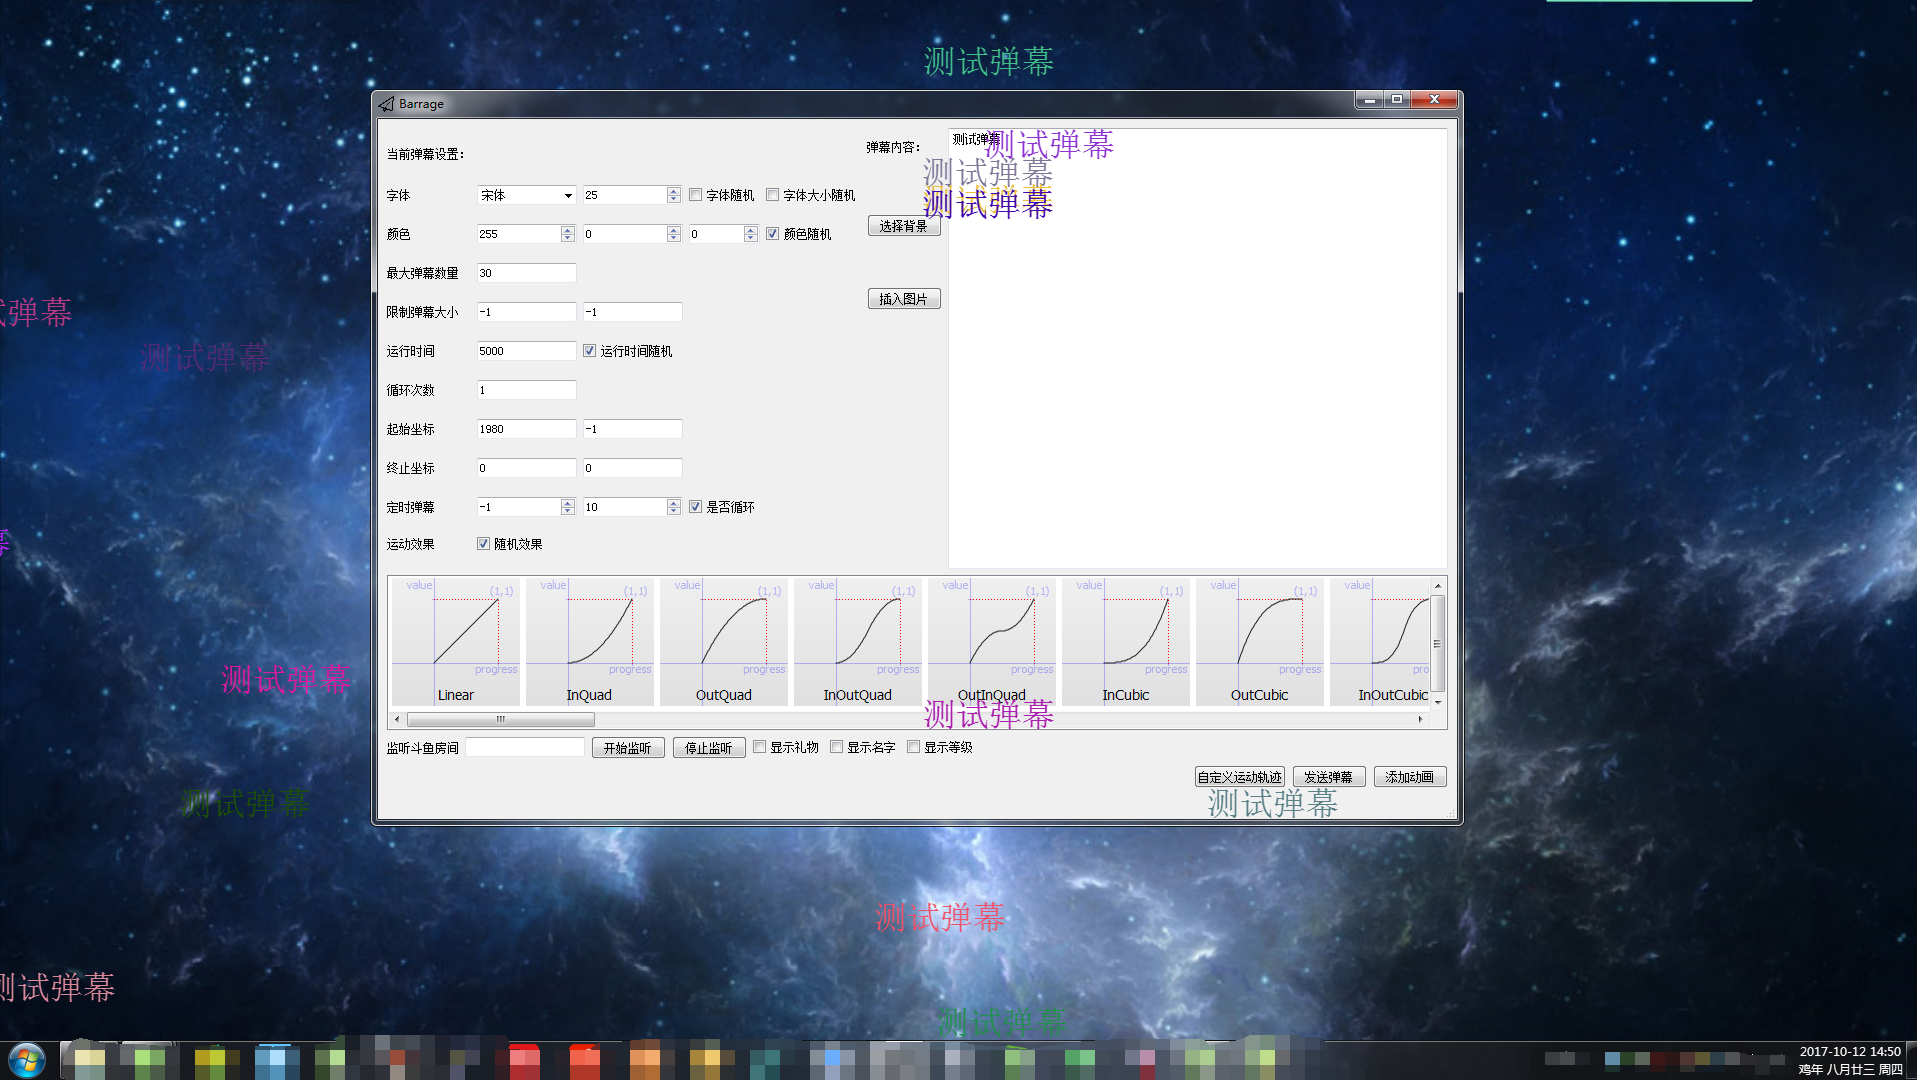 测试弹幕
Barrage
当前弹幕设置：
弹幕内容：
测试弹幕
测试弹幕
测试弹幕
测试弹幕
字体 宋体 25 字体随机 字体大小随机
选择背景
颜色 255 0 0 颜色随机
最大弹幕数量 30
插入图片
限制弹幕大小 -1 -1
试弹幕
运行时间 5000 运行时间随机
测试弹幕
循环次数 1
起始坐标 1980 -1
终止坐标 0 0
定时弹幕 -1 10 是否循环
幕
运动效果 随机效果
value (1,1) value (1,1) value (1,1) value (1,1) value (1,1) value (1,1) value (1,1) value
progress progress progress progress progress progress progress pro
Linear InQuad OutQuad InOutQuad OutInQuad InCubic OutCubic InOutCubic
测试弹幕
测试弹幕
监听斗鱼房间 开始监听 停止监听 显示礼物 显示名字 显示等级
自定义运动轨迹 发送弹幕 添加动画
测试弹幕
测试弹幕
测试弹幕
测试弹幕
测试弹幕
2017-10-12 14:50
鸡年 八月廿三 周四